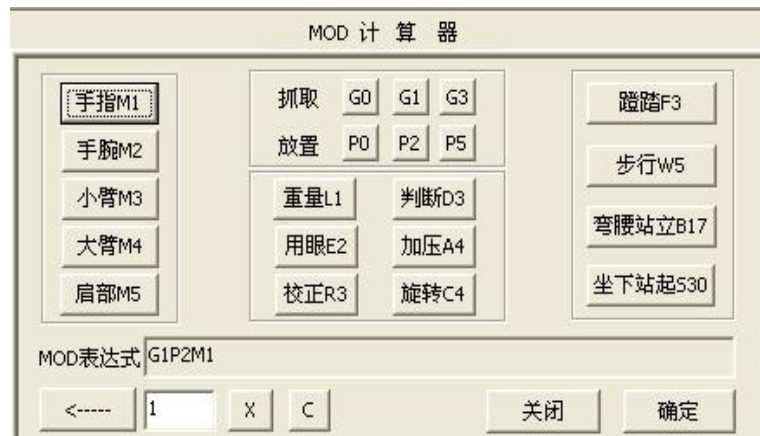 MOD 计 算 器
手指M1 抓取 G0 G1 G3 蹬踏F3
手腕M2 放置 P0 P2 P5 步行W5
小臂M3 重量L1 判断D3 弯腰站立B17
大臂M4 用眼E2 加压A4 坐下站起S30
肩部M5 校正R3 旋转C4
MOD表达式 G1P2M1
<----- 1 X C 关闭 确定